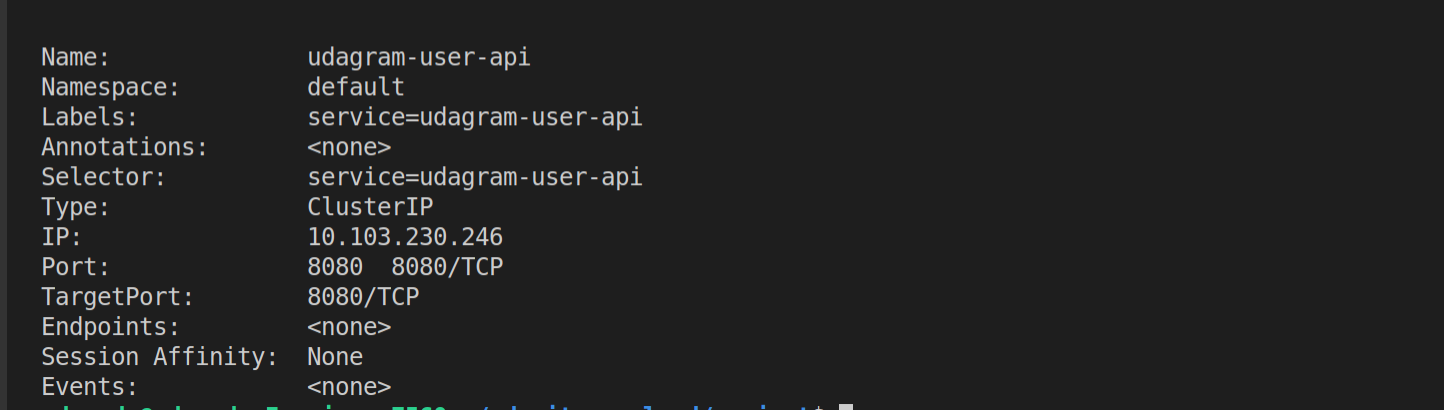 Name: udagram-user-api
Namespace: default
Labels: service=udagram-user-api
Annotations: <none>
Selector: service=udagram-user-api
Type: ClusterIP
IP: 10.103.230.246
Port: 8080 8080/TCP
TargetPort: 8080/TCP
Endpoints: <none>
Session Affinity: None
Events: <none>